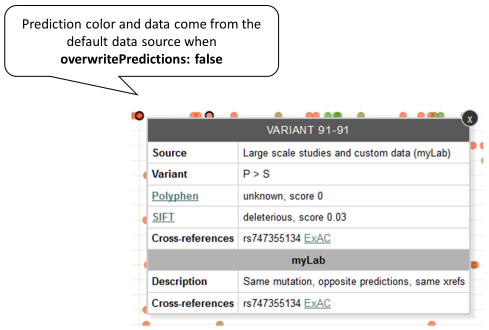 Prediction color and data come from the
default data source when
overwritePredictions: false
x
VARIANT 91-91
Source Large scale studies and custom data (myLab)
Variant P > S
Polyphen unknown, score 0
SIFT deleterious, score 0.03
Cross-references rs747355134 ExAC
myLab
Description Same mutation, opposite predictions, same xrefs
Cross-references rs747355134 ExAC